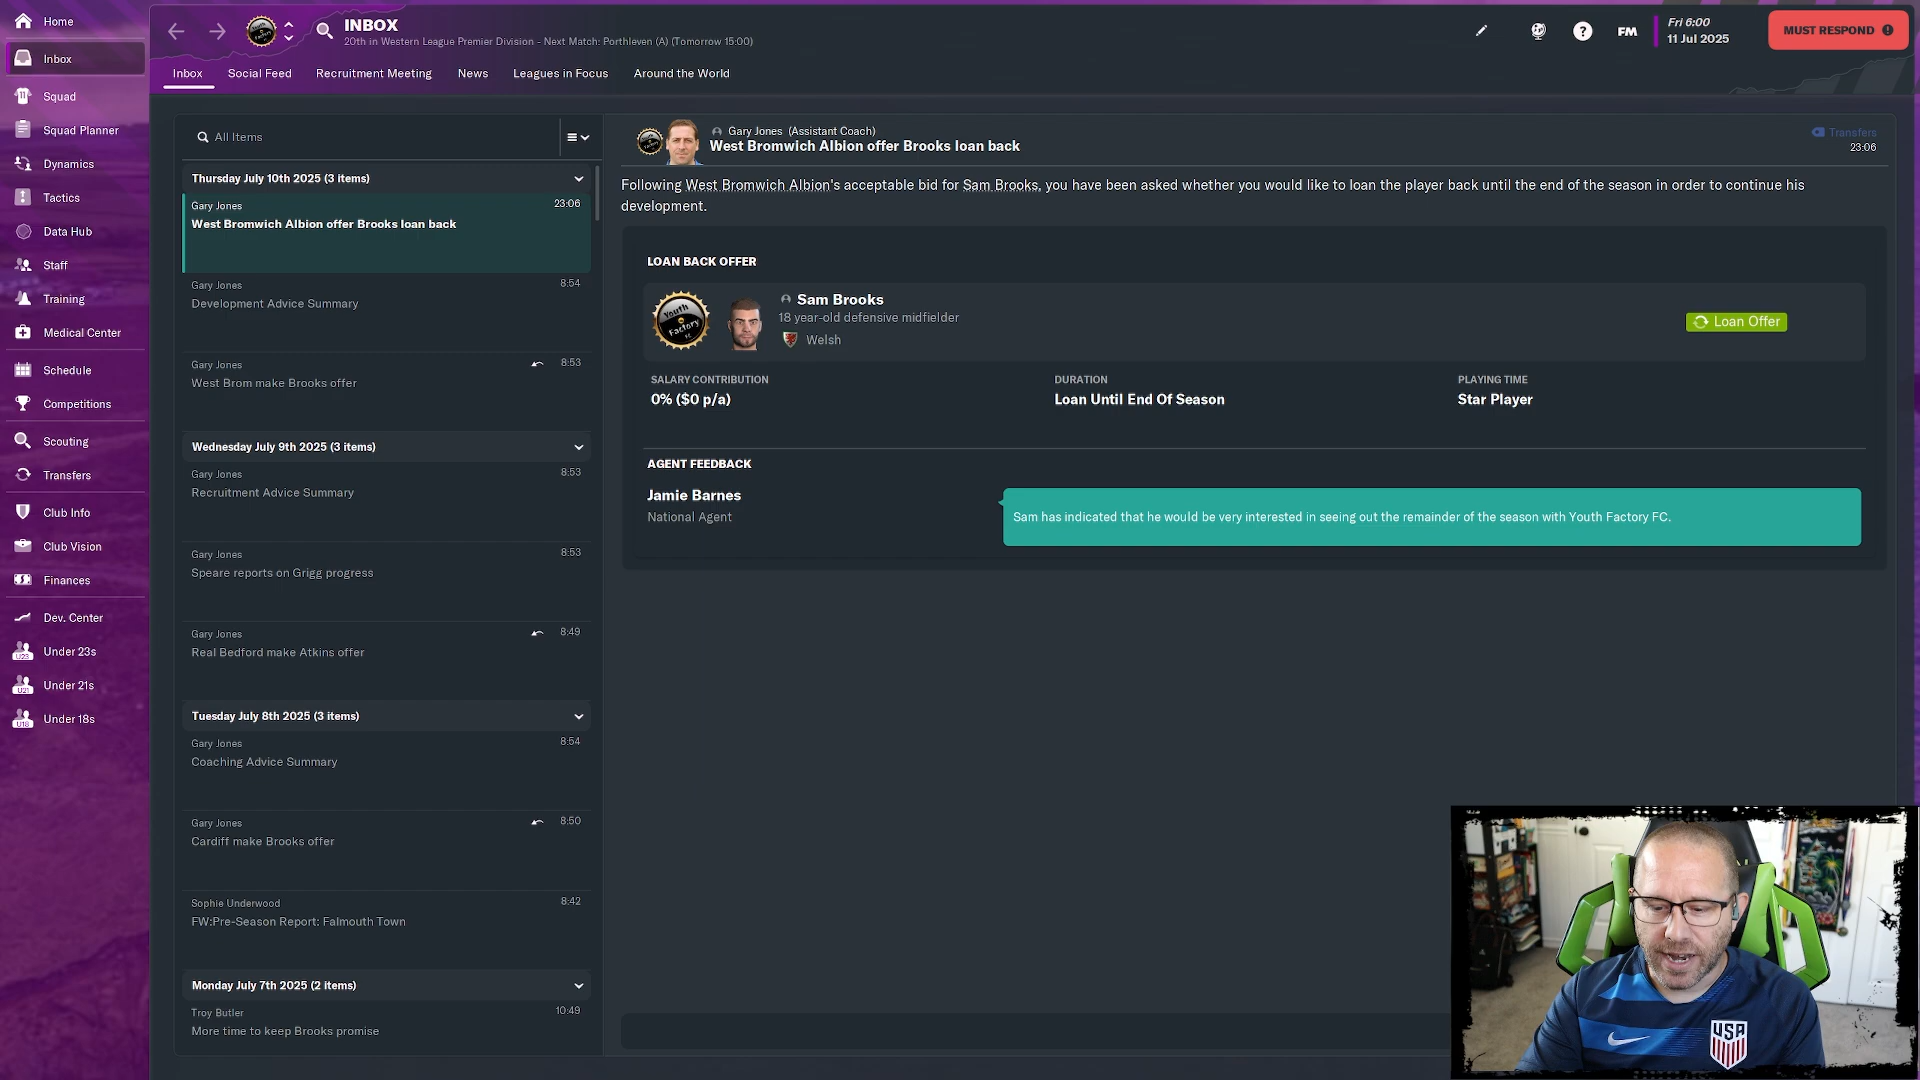 Home
Inbox
Squad
Squad Planner
Dynamics
Tactics
Data Hub
Staff
Training
Medical Center
Schedule
Competitions
Scouting
Transfers
Club Info
Club Vision
Finances
Dev. Center
U23 Under 23s
U21 Under 21s
U18 Under 18s
INBOX
20th in Western League Premier Division - Next Match: Porthleven (A) (Tomorrow 15:00)
FM
Fri 6:00
11 Jul 2025
MUST RESPOND
Inbox Social Feed Recruitment Meeting News Leagues in Focus Around the World
All Items
Thursday July 10th 2025 (3 items)
Gary Jones 23:06
West Bromwich Albion offer Brooks loan back
Gary Jones 8:54
Development Advice Summary
Gary Jones 8:53
West Brom make Brooks offer
Wednesday July 9th 2025 (3 items)
Gary Jones 8:53
Recruitment Advice Summary
Gary Jones 8:53
Speare reports on Grigg progress
Gary Jones 8:49
Real Bedford make Atkins offer
Tuesday July 8th 2025 (3 items)
Gary Jones 8:54
Coaching Advice Summary
Gary Jones 8:50
Cardiff make Brooks offer
Sophie Underwood 8:42
FW:Pre-Season Report: Falmouth Town
Monday July 7th 2025 (2 items)
Troy Butler 10:49
More time to keep Brooks promise
Gary Jones (Assistant Coach)
West Bromwich Albion offer Brooks loan back
Transfers
23:06
Following West Bromwich Albion's acceptable bid for Sam Brooks, you have been asked whether you would like to loan the player back until the end of the season in order to continue his
development.
LOAN BACK OFFER
Youth
Factory
FC
Sam Brooks
18 year-old defensive midfielder
Welsh
Loan Offer
SALARY CONTRIBUTION
0% ($0 p/a)
DURATION
Loan Until End Of Season
PLAYING TIME
Star Player
AGENT FEEDBACK
Jamie Barnes
National Agent
Sam has indicated that he would be very interested in seeing out the remainder of the season with Youth Factory FC.
USA